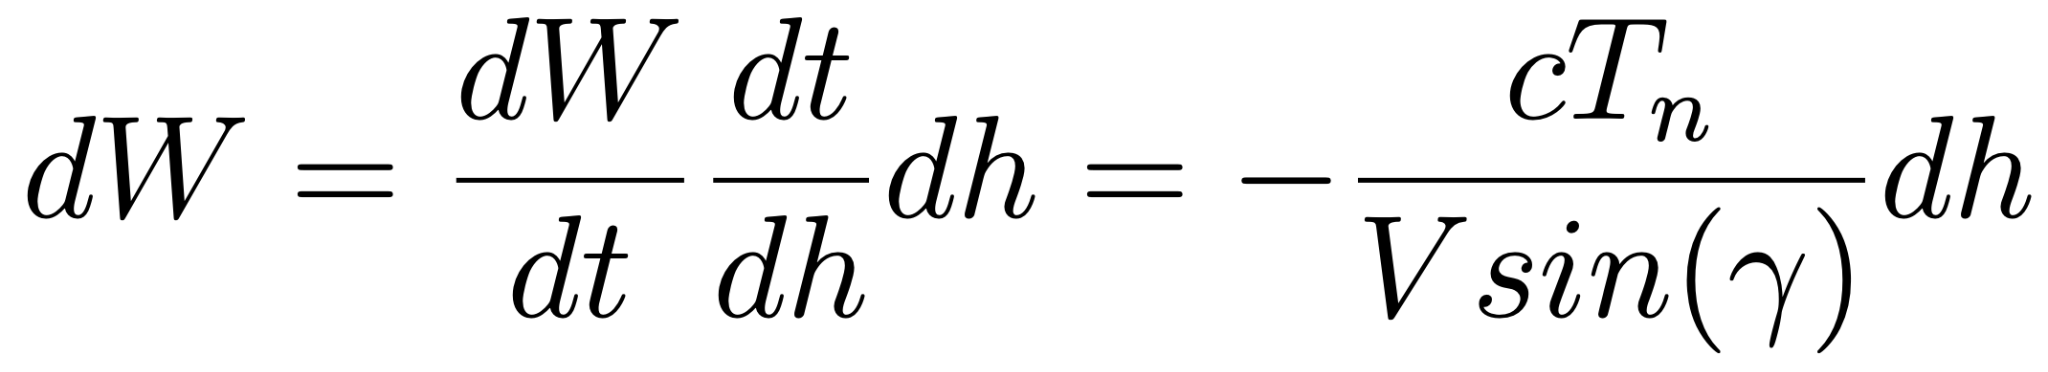 dW = \frac{dW}{dt} \frac{dt}{dh} dh = - \frac{cT_n}{V sin(\gamma)} dh